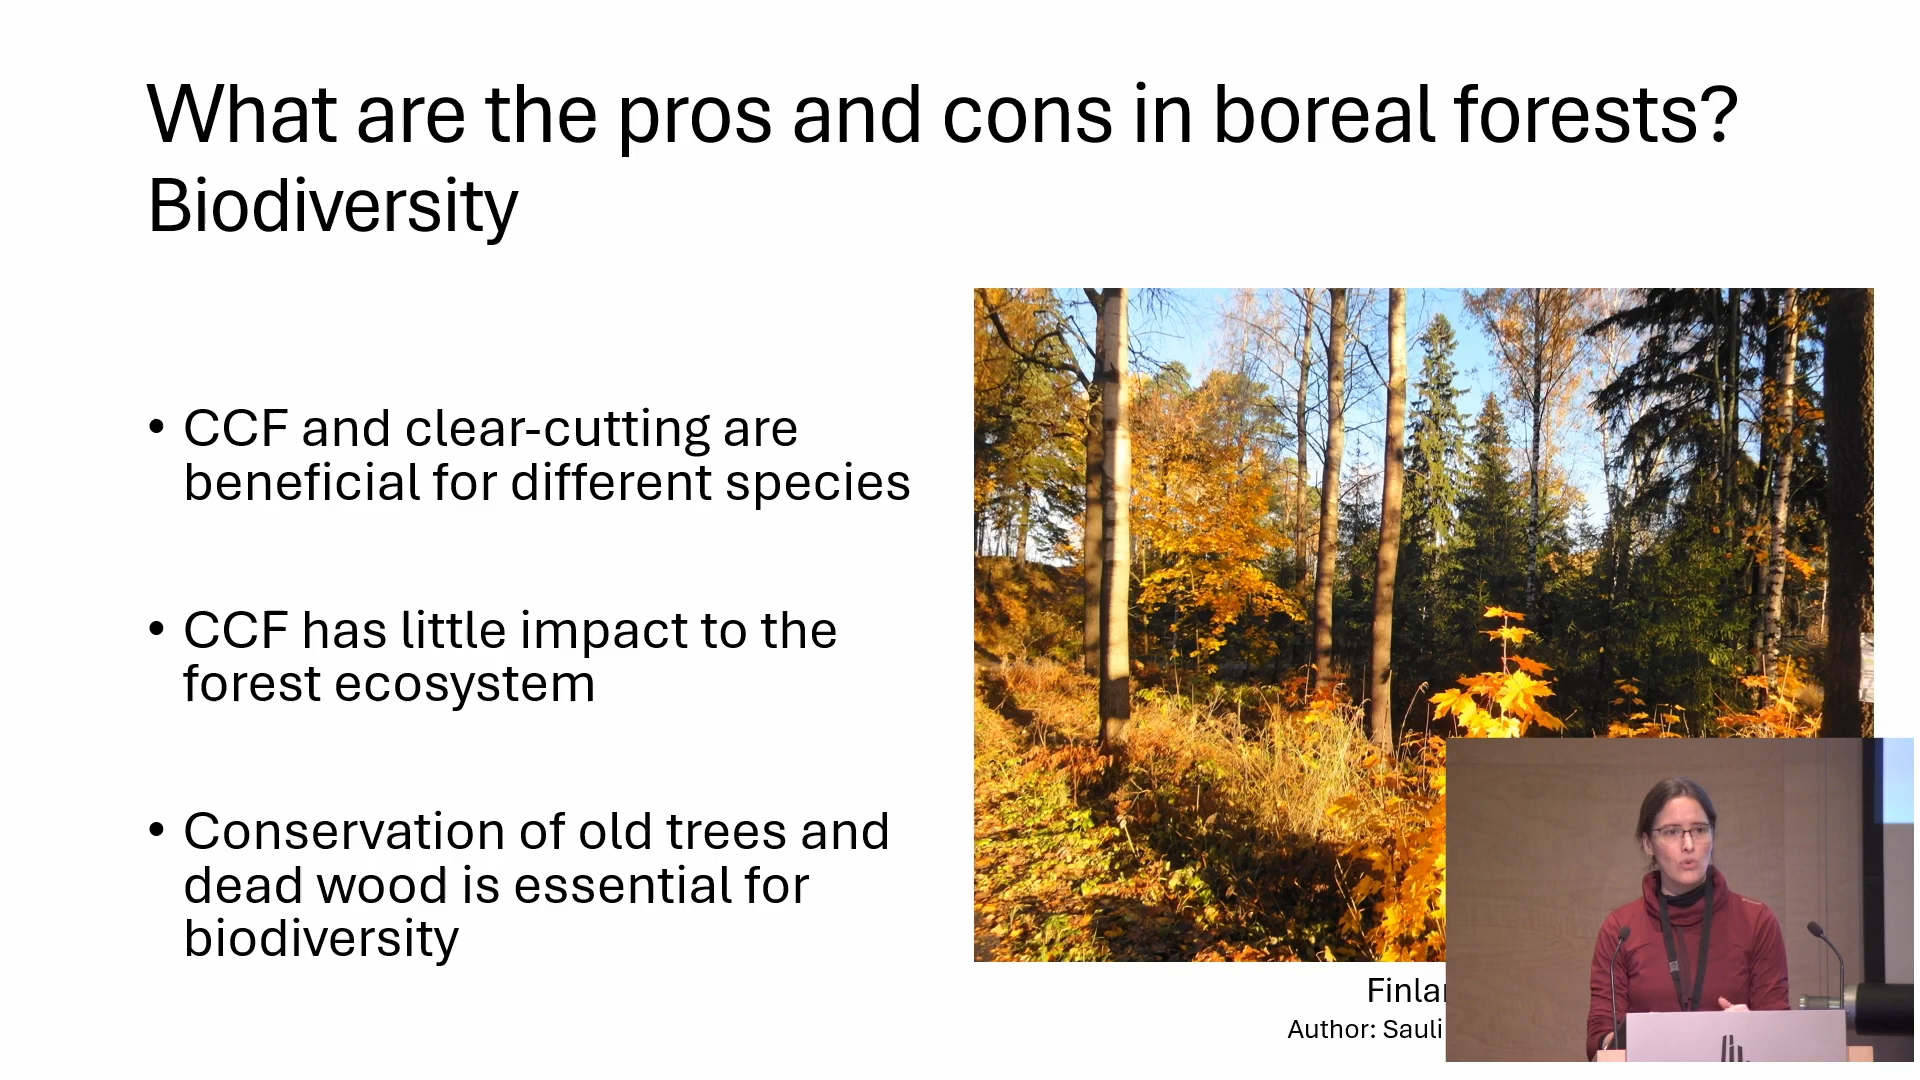 What are the pros and cons in boreal forests?
Biodiversity
• CCF and clear-cutting are
beneficial for different species
• CCF has little impact to the
forest ecosystem
• Conservation of old trees and
dead wood is essential for
biodiversity
Author: Sauli